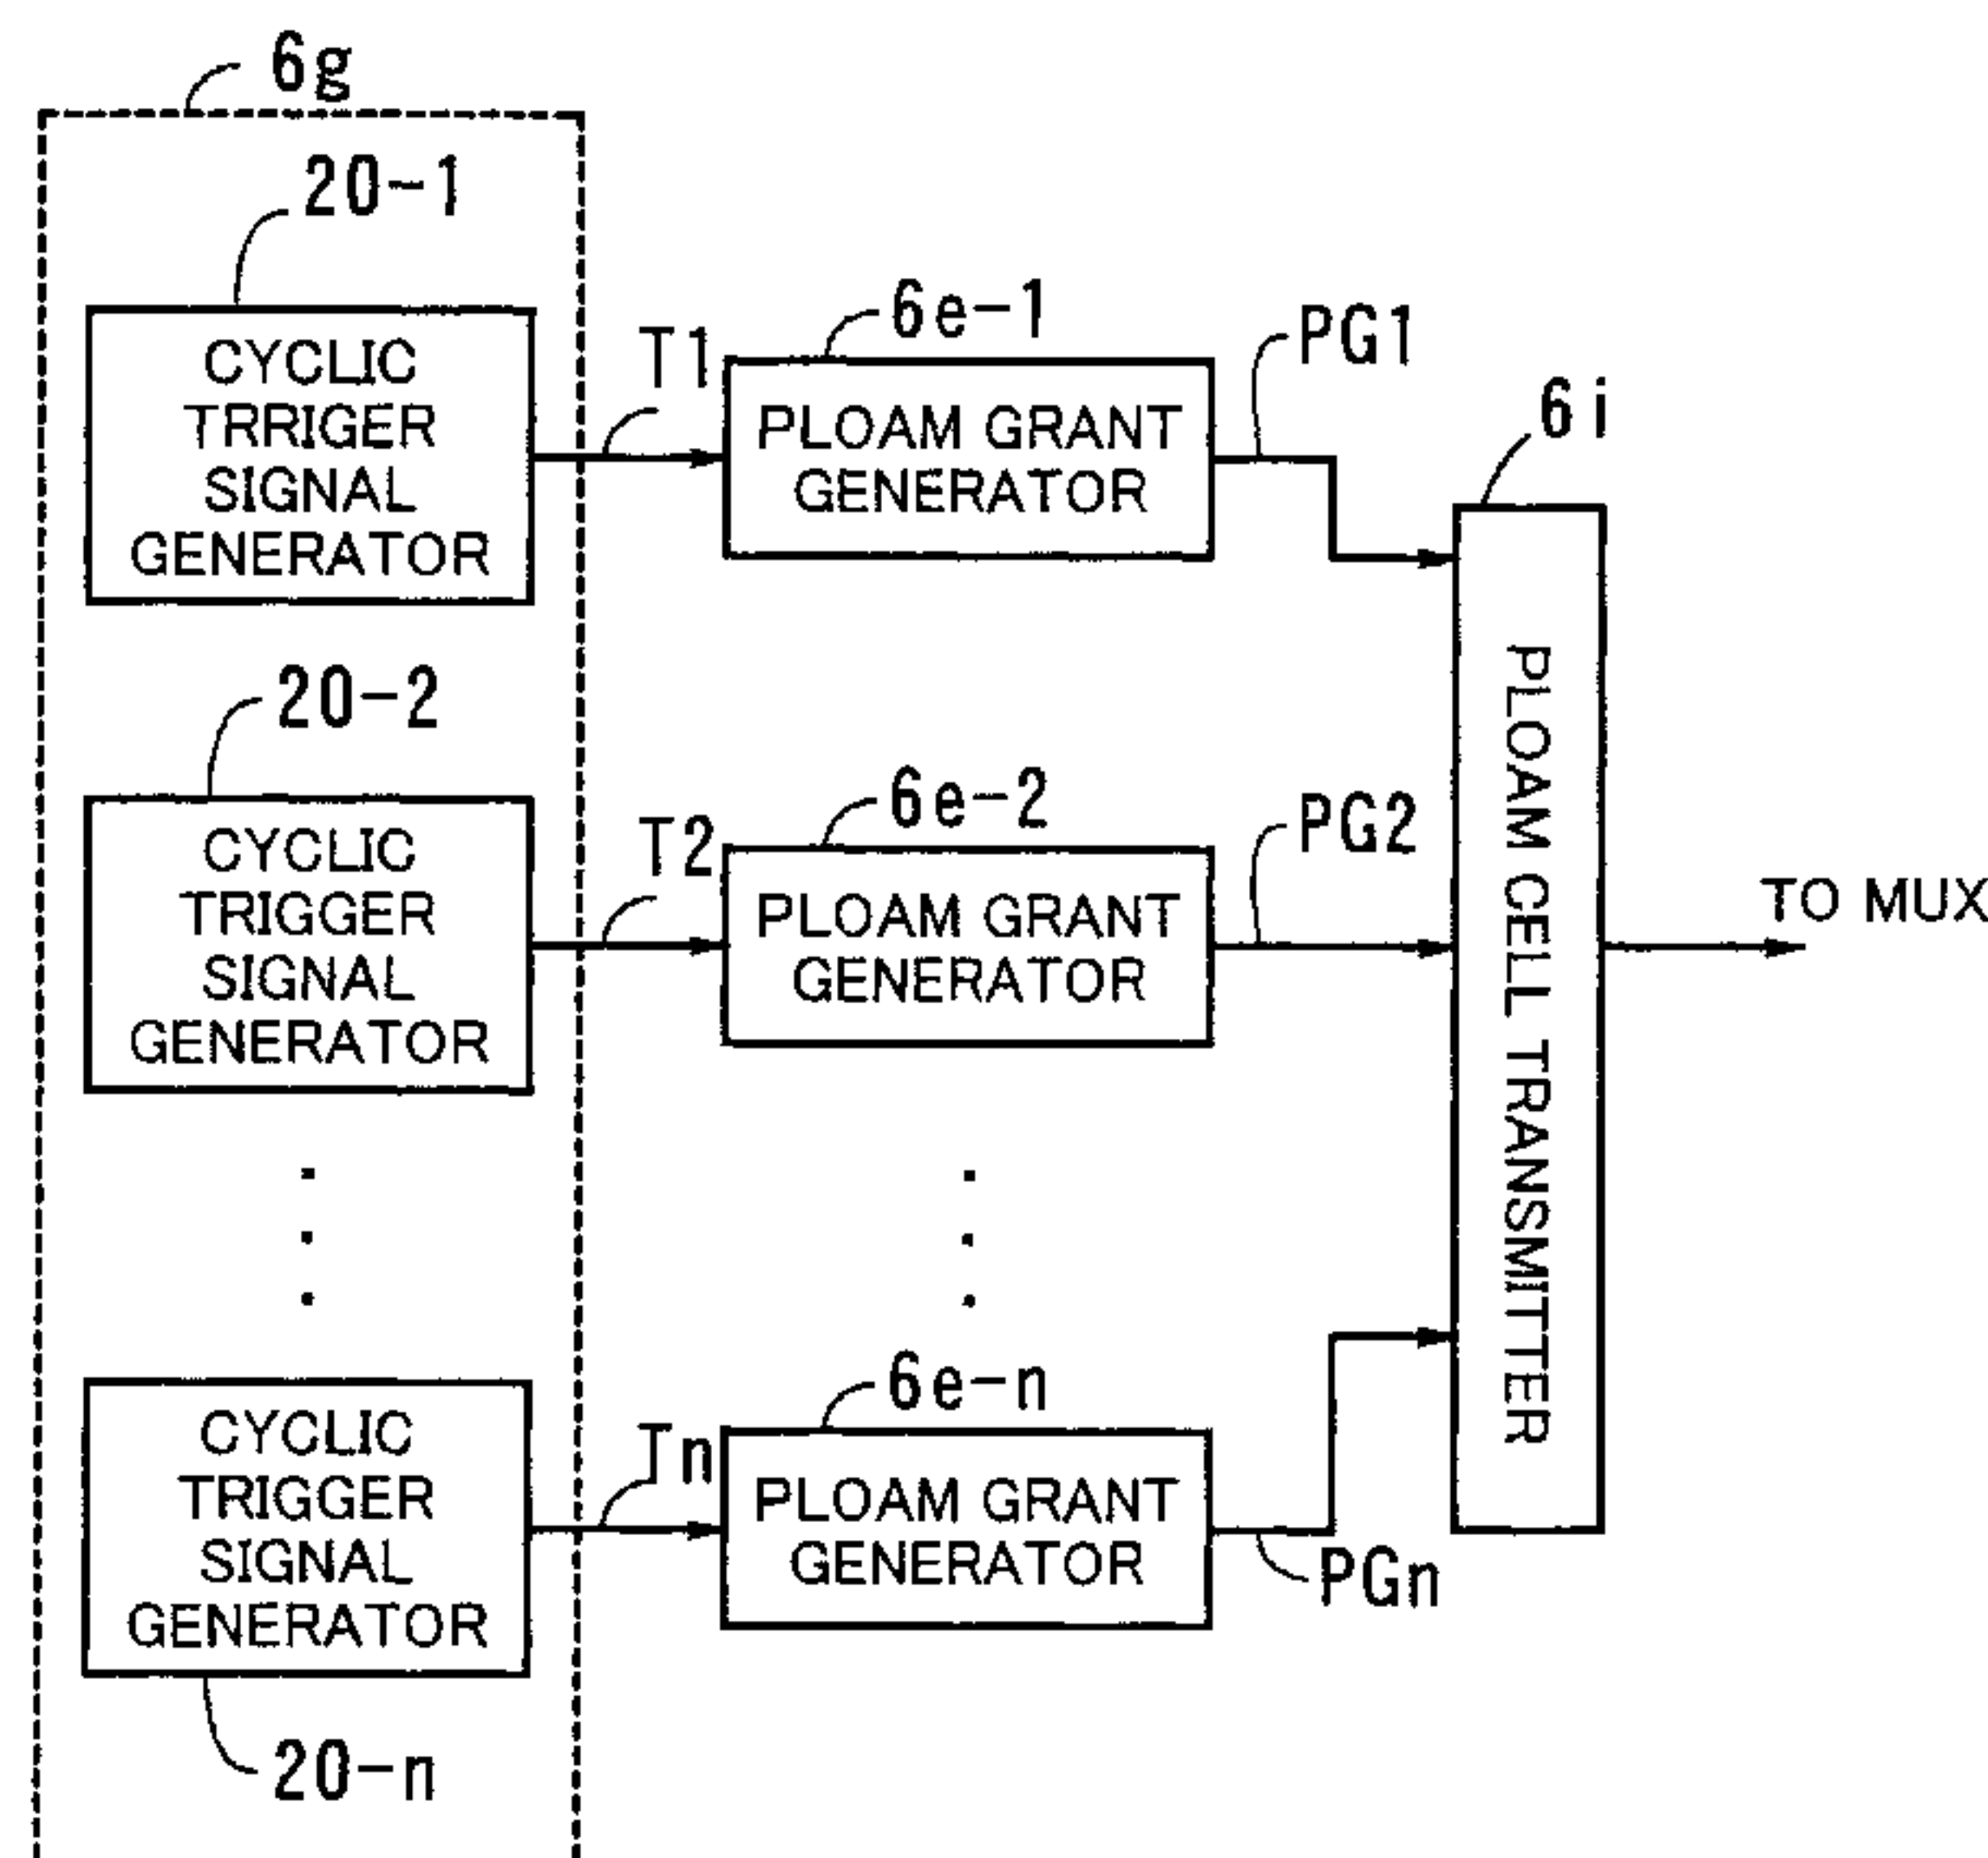 6g
20-1
CYCLIC
TRRIGER
SIGNAL
GENERATOR
T1
6e-1
PLOAM GRANT
GENERATOR
PG1
6i
PLOAM CELL TRANSMITTER
20-2
CYCLIC
TRIGGER
SIGNAL
GENERATOR
T2
6e-2
PLOAM GRANT
GENERATOR
PG2
TO MUX
CYCLIC
TRIGGER
SIGNAL
GENERATOR
20-n
Tn
6e-n
PLOAM GRANT
GENERATOR
PGn